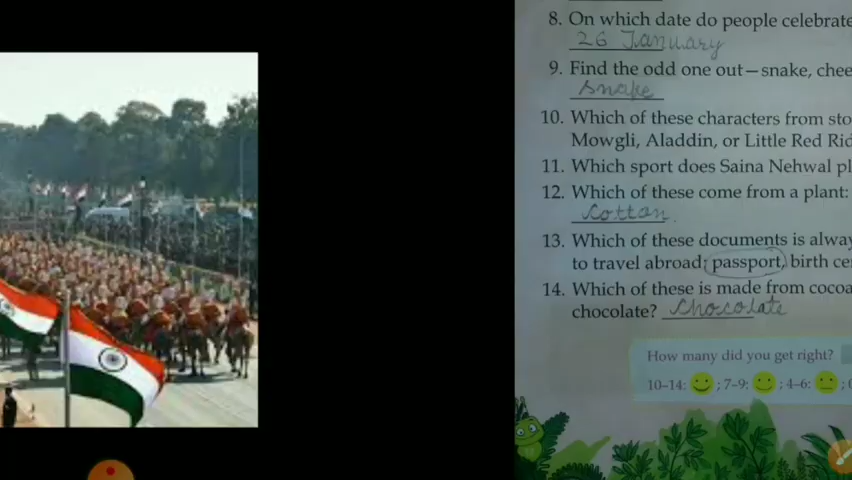 8. On which date do people celebrate
26 January
9. Find the odd one out—snake, chee
snake
10. Which of these characters from sto
Mowgli, Aladdin, or Little Red Rid
11. Which sport does Saina Nehwal pl
12. Which of these come from a plant:
Cottan
13. Which of these documents is alway
to travel abroad: passport, birth cer
14. Which of these is made from cocoa
chocolate? Chocolate
How many did you get right?
10–14: ; 7–9: ; 4–6: ;